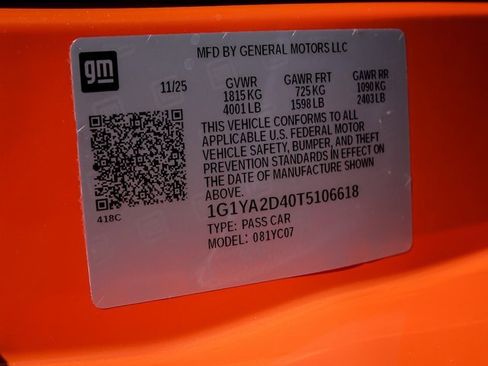 gm
MFD BY GENERAL MOTORS LLC
11/25 GVWR GAWR FRT GAWR RR
1815 KG 725 KG 1090 KG
4001 LB 1598 LB 2403 LB
THIS VEHICLE CONFORMS TO ALL
APPLICABLE U.S. FEDERAL MOTOR
VEHICLE SAFETY, BUMPER, AND THEFT
PREVENTION STANDARDS IN EFFECT ON
THE DATE OF MANUFACTURE SHOWN
ABOVE.
418C
1G1YA2D40T5106618
TYPE: PASS CAR
MODEL: 081YC07